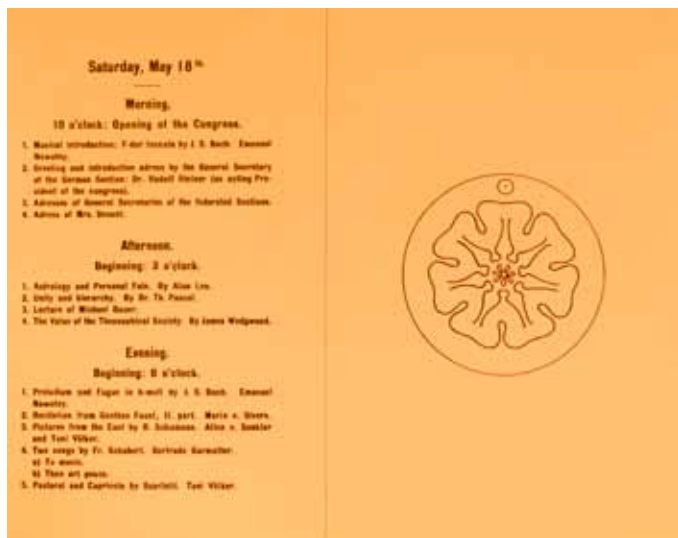 Saturday, May 18th
Morning.
10 o'clock: Opening of the Congress.
1. Musical introduction: F-dur toccata by J. S. Bach. Emanuel
Nowotny.
2. Greeting and introduction adress by the General Secretary
of the German Section: Dr. Rudolf Steiner (as acting Pre-
sident of the congress).
3. Adresses of General Secretaries of the federated Sections.
4. Adress of Mrs. Besant.
Afternoon.
Beginning: 3 o'clock.
1. Astrology and Personal Fate. By Alan Leo.
2. Unity and hierarchy. By Dr. Th. Pascal.
3. Lecture of Michael Bauer.
4. The Value of the Theosophical Society. By James Wedgwood.
Evening.
Beginning: 8 o'clock.
1. Präludium and Fugue in h-moll by J. S. Bach. Emanuel
Nowotny.
2. Recitation from Goethes Faust, II. part. Marie v. Sivers.
3. Pictures from the East by R. Schumann. Alice v.
and Toni Völker.
4. Two songs by Fr. Schubert. Gertrude Garmatter.
a) To music.
b) Thou art peace.
5. Pastoral and Capriccio by Scarlatti. Toni Völker.